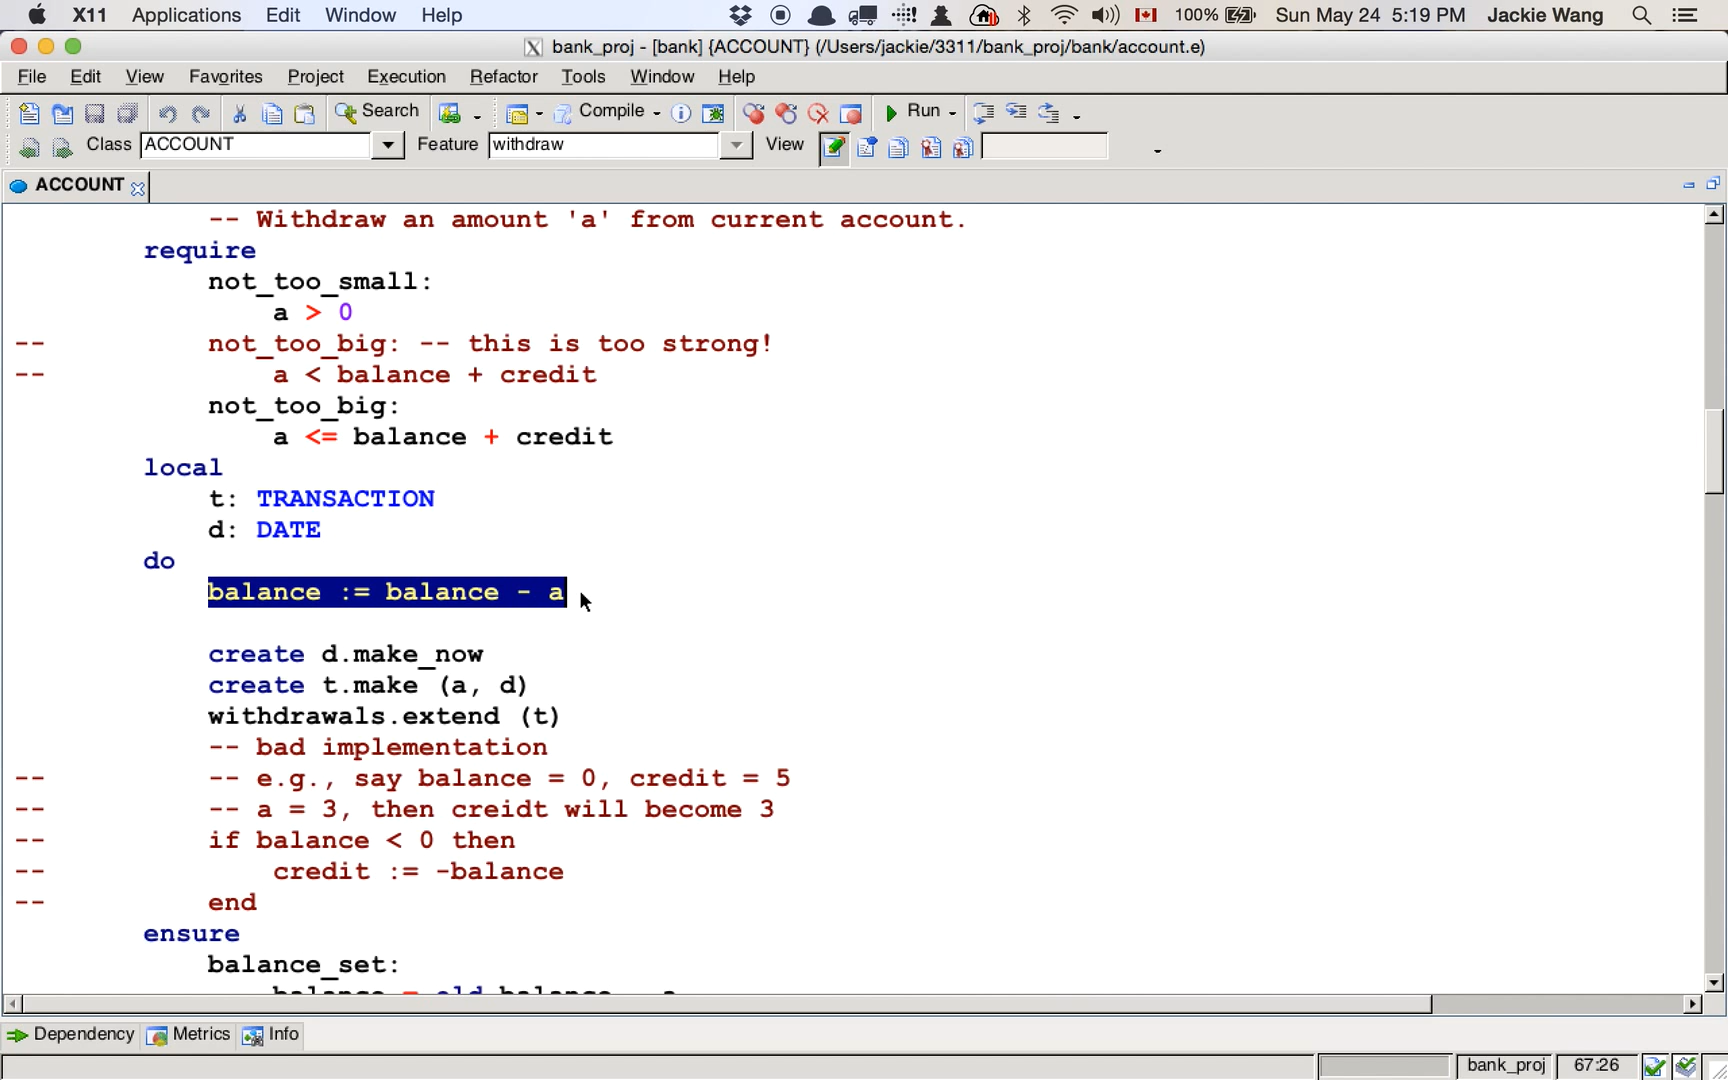 X11 Applications Edit Window Help 100% Sun May 24 5:19 PM Jackie Wang
bank_proj - [bank] {ACCOUNT} (/Users/jackie/3311/bank_proj/bank/account.e)
File Edit View Favorites Project Execution Refactor Tools Window Help
Search Compile Run
Class ACCOUNT Feature withdraw View
ACCOUNT
-- Withdraw an amount 'a' from current account.
require
not_too_small:
a > 0
-- not_too_big: -- this is too strong!
-- a < balance + credit
not_too_big:
a <= balance + credit
local
t: TRANSACTION
d: DATE
do
balance := balance - a
create d.make_now
create t.make (a, d)
withdrawals.extend (t)
-- bad implementation
-- -- e.g., say balance = 0, credit = 5
-- -- a = 3, then creidt will become 3
-- if balance < 0 then
-- credit := -balance
-- end
ensure
balance_set:
balance = old balance - a
Dependency Metrics Info
bank_proj 67:26